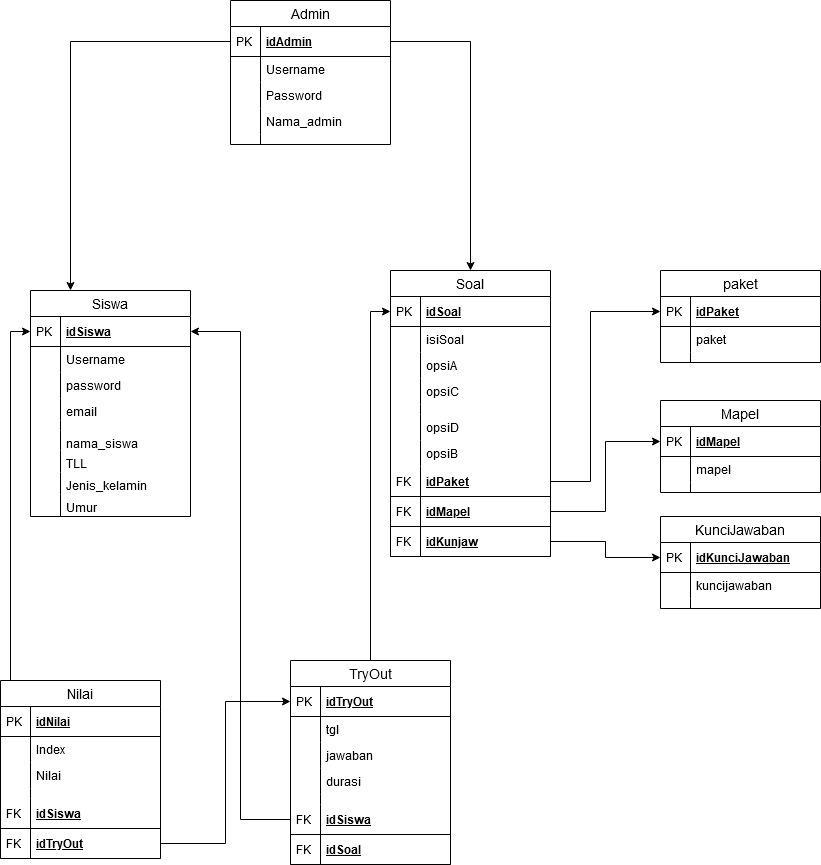 Admin
PK idAdmin
Username
Password
Nama_admin
Siswa
PK idSiswa
Username
password
email
nama_siswa
TLL
Jenis_kelamin
Umur
Soal
PK idSoal
isiSoal
opsiA
opsiC
opsiD
opsiB
FK idPaket
FK idMapel
FK idKunjaw
paket
PK idPaket
paket
Mapel
PK idMapel
mapel
KunciJawaban
PK idKunciJawaban
kuncijawaban
Nilai
PK idNilai
Index
Nilai
FK idSiswa
FK idTryOut
TryOut
PK idTryOut
tgl
jawaban
durasi
FK idSiswa
FK idSoal